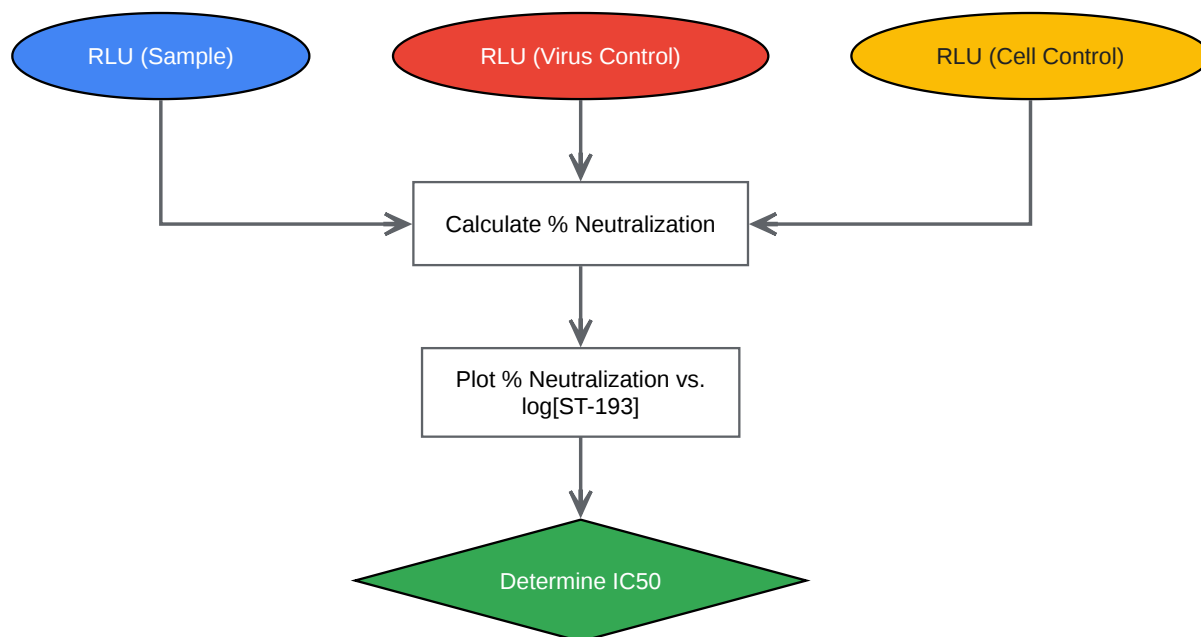 RLU (Sample)
RLU (Virus Control)
RLU (Cell Control)
Calculate % Neutralization
Plot % Neutralization vs.
log[ST-193]
Determine IC50